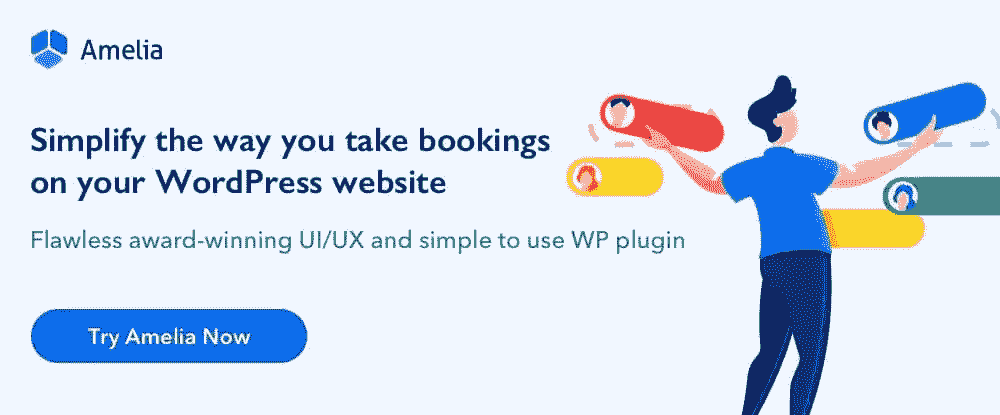 Amelia
Simplify the way you take bookings
on your WordPress website
Flawless award-winning UI/UX and simple to use WP plugin
Try Amelia Now